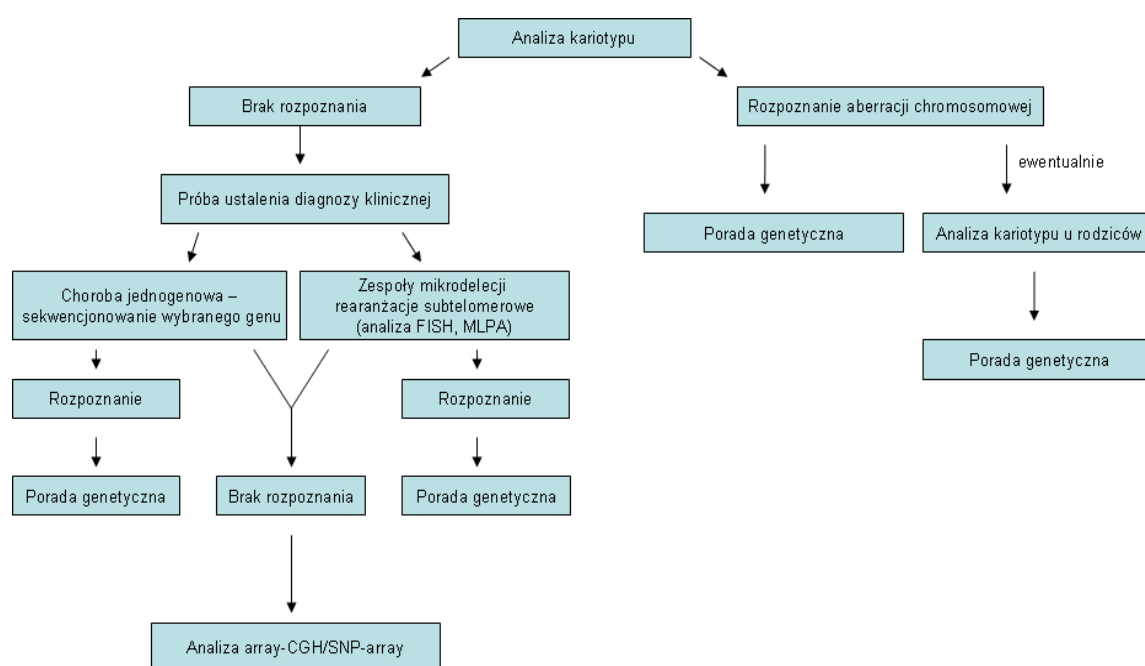 Analiza kariotypu
Brak rozpoznania
Rozpoznanie aberracji chromosomowej
ewentualnie
Próba ustalenia diagnozy klinicznej
Porada genetyczna
Analiza kariotypu u rodziców
Choroba jednogenowa –
sekwencjonowanie wybranego genu
Zespoły mikrodelecji
rearanżacje subtelomerowe
(analiza FISH, MLPA)
Porada genetyczna
Rozpoznanie
Rozpoznanie
Porada genetyczna
Brak rozpoznania
Porada genetyczna
Analiza array-CGH/SNP-array